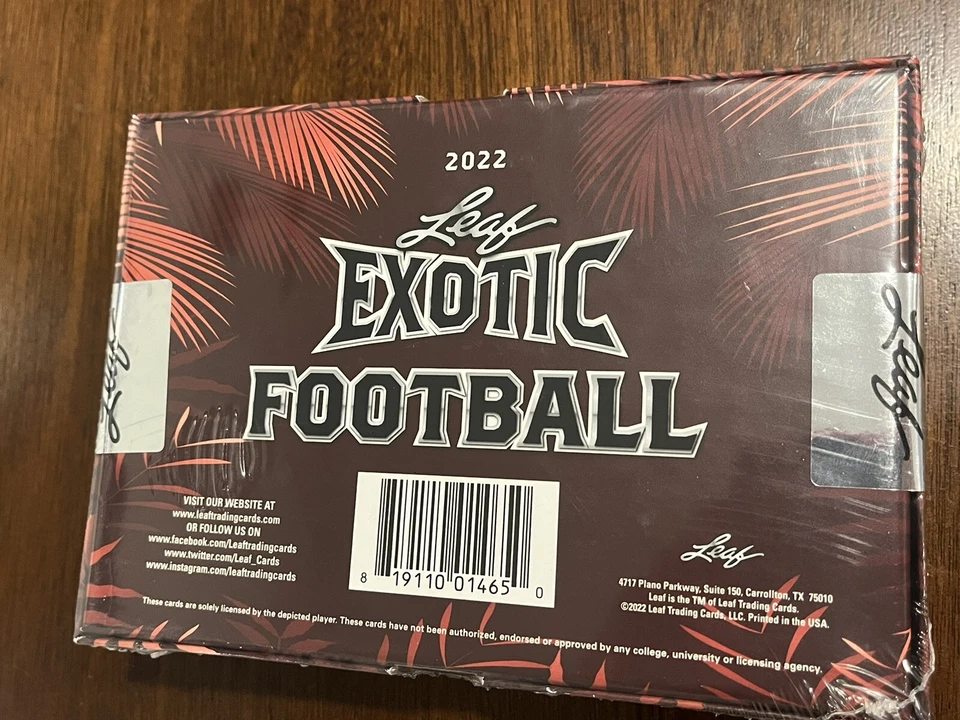 2022
Leaf
EXOTIC
FOOTBALL
Leaf
Leaf
VISIT OUR WEBSITE AT
www.leaftradingcards.com
OR FOLLOW US ON
www.facebook.com/Leaftradingcards
www.twitter.com/Leaf_Cards
www.instagram.com/leaftradingcards
8 19110 01465 0
Leaf
4717 Plano Parkway, Suite 150, Carrollton, TX 75010
Leaf is the TM of Leaf Trading Cards.
©2022 Leaf Trading Cards, LLC. Printed in the USA.
These cards are solely licensed by the depicted player. These cards have not been authorized, endorsed or approved by any college, university or licensing agency.